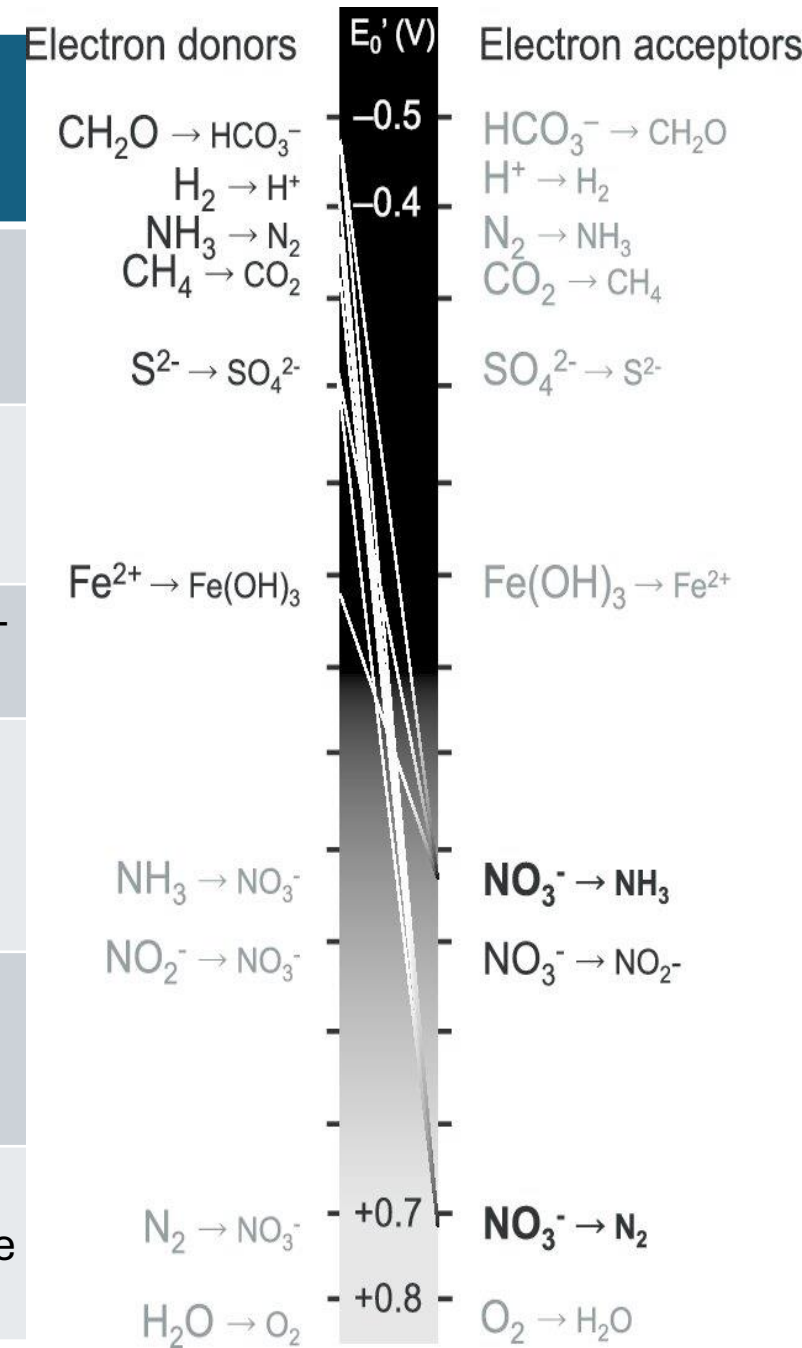 Electron donors E₀’ (V) Electron acceptors
–0.5
CH₂O → HCO₃⁻ HCO₃⁻ → CH₂O
H₂ → H⁺ H⁺ → H₂
–0.4
NH₃ → N₂ N₂ → NH₃
CH₄ → CO₂ CO₂ → CH₄
S²⁻ → SO₄²⁻ SO₄²⁻ → S²⁻
Fe²⁺ → Fe(OH)₃ Fe(OH)₃ → Fe²⁺
NH₃ → NO₃⁻ NO₃⁻ → NH₃
NO₂⁻ → NO₃⁻ NO₃⁻ → NO₂-
+0.7
N₂ → NO₃⁻ NO₃⁻ → N₂
e
+0.8
H₂O → O₂ O₂ → H₂O